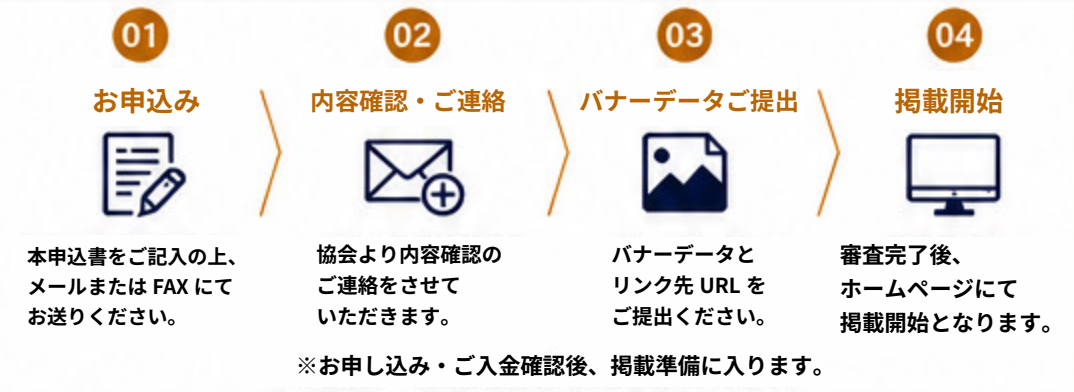 01
お申込み
本申込書をご記入の上、
メールまたは FAX にて
お送りください。
02
内容確認・ご連絡
協会より内容確認の
ご連絡をさせて
いただきます。
03
バナーデータご提出
バナーデータと
リンク先 URL を
ご提出ください。
04
掲載開始
審査完了後、
ホームページにて
掲載開始となります。
※お申し込み・ご入金確認後、掲載準備に入ります。